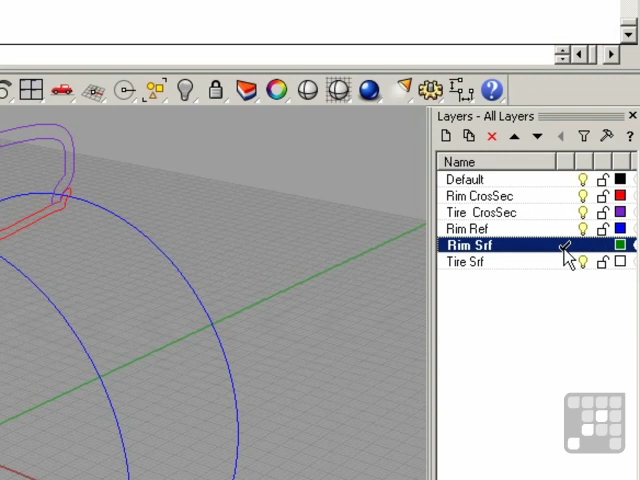 Layers - All Layers
Name
Default
Rim CrosSec
Tire CrosSec
Rim Ref
Rim Srf
Tire Srf